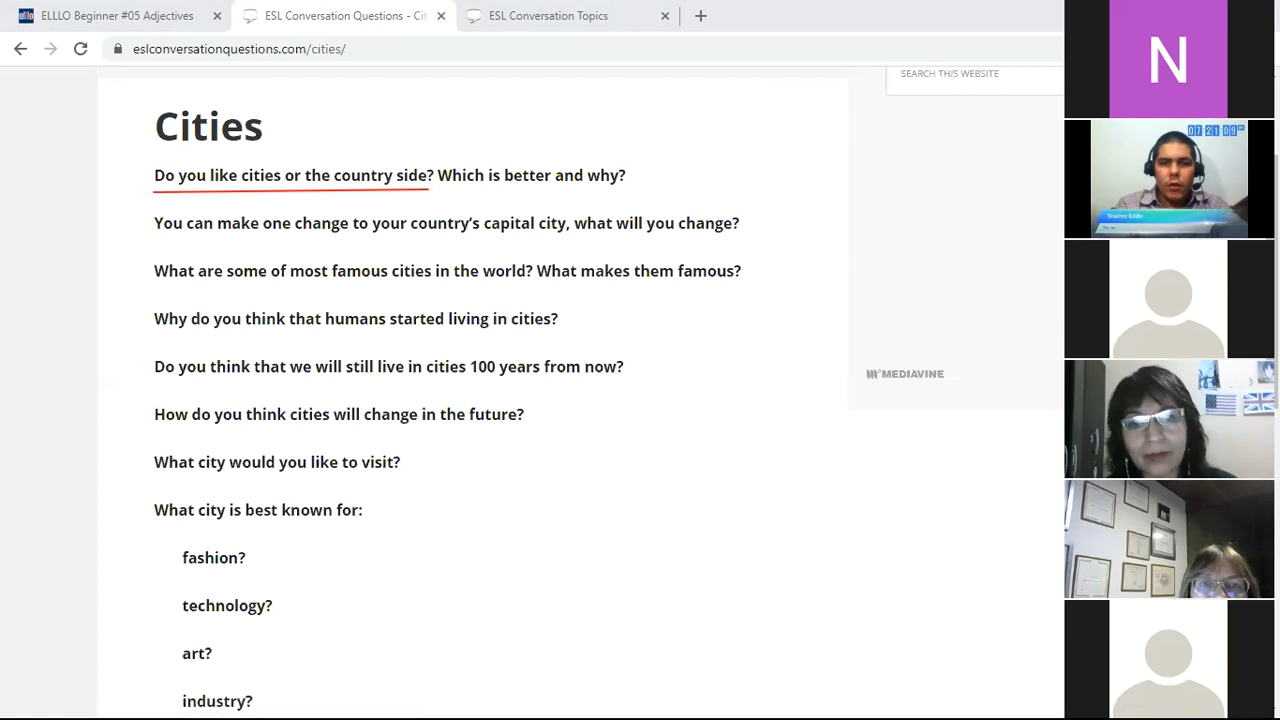 ELLLO Beginner #05 Adjectives
ESL Conversation Questions - Cit
ESL Conversation Topics
eslconversationquestions.com/cities/
SEARCH THIS WEBSITE
Cities
Do you like cities or the country side? Which is better and why?
You can make one change to your country's capital city, what will you change?
What are some of most famous cities in the world? What makes them famous?
Why do you think that humans started living in cities?
Do you think that we will still live in cities 100 years from now?
MEDIAVINE
How do you think cities will change in the future?
What city would you like to visit?
What city is best known for:
fashion?
technology?
art?
industry?
N
07:21:09
Teacher Eddie